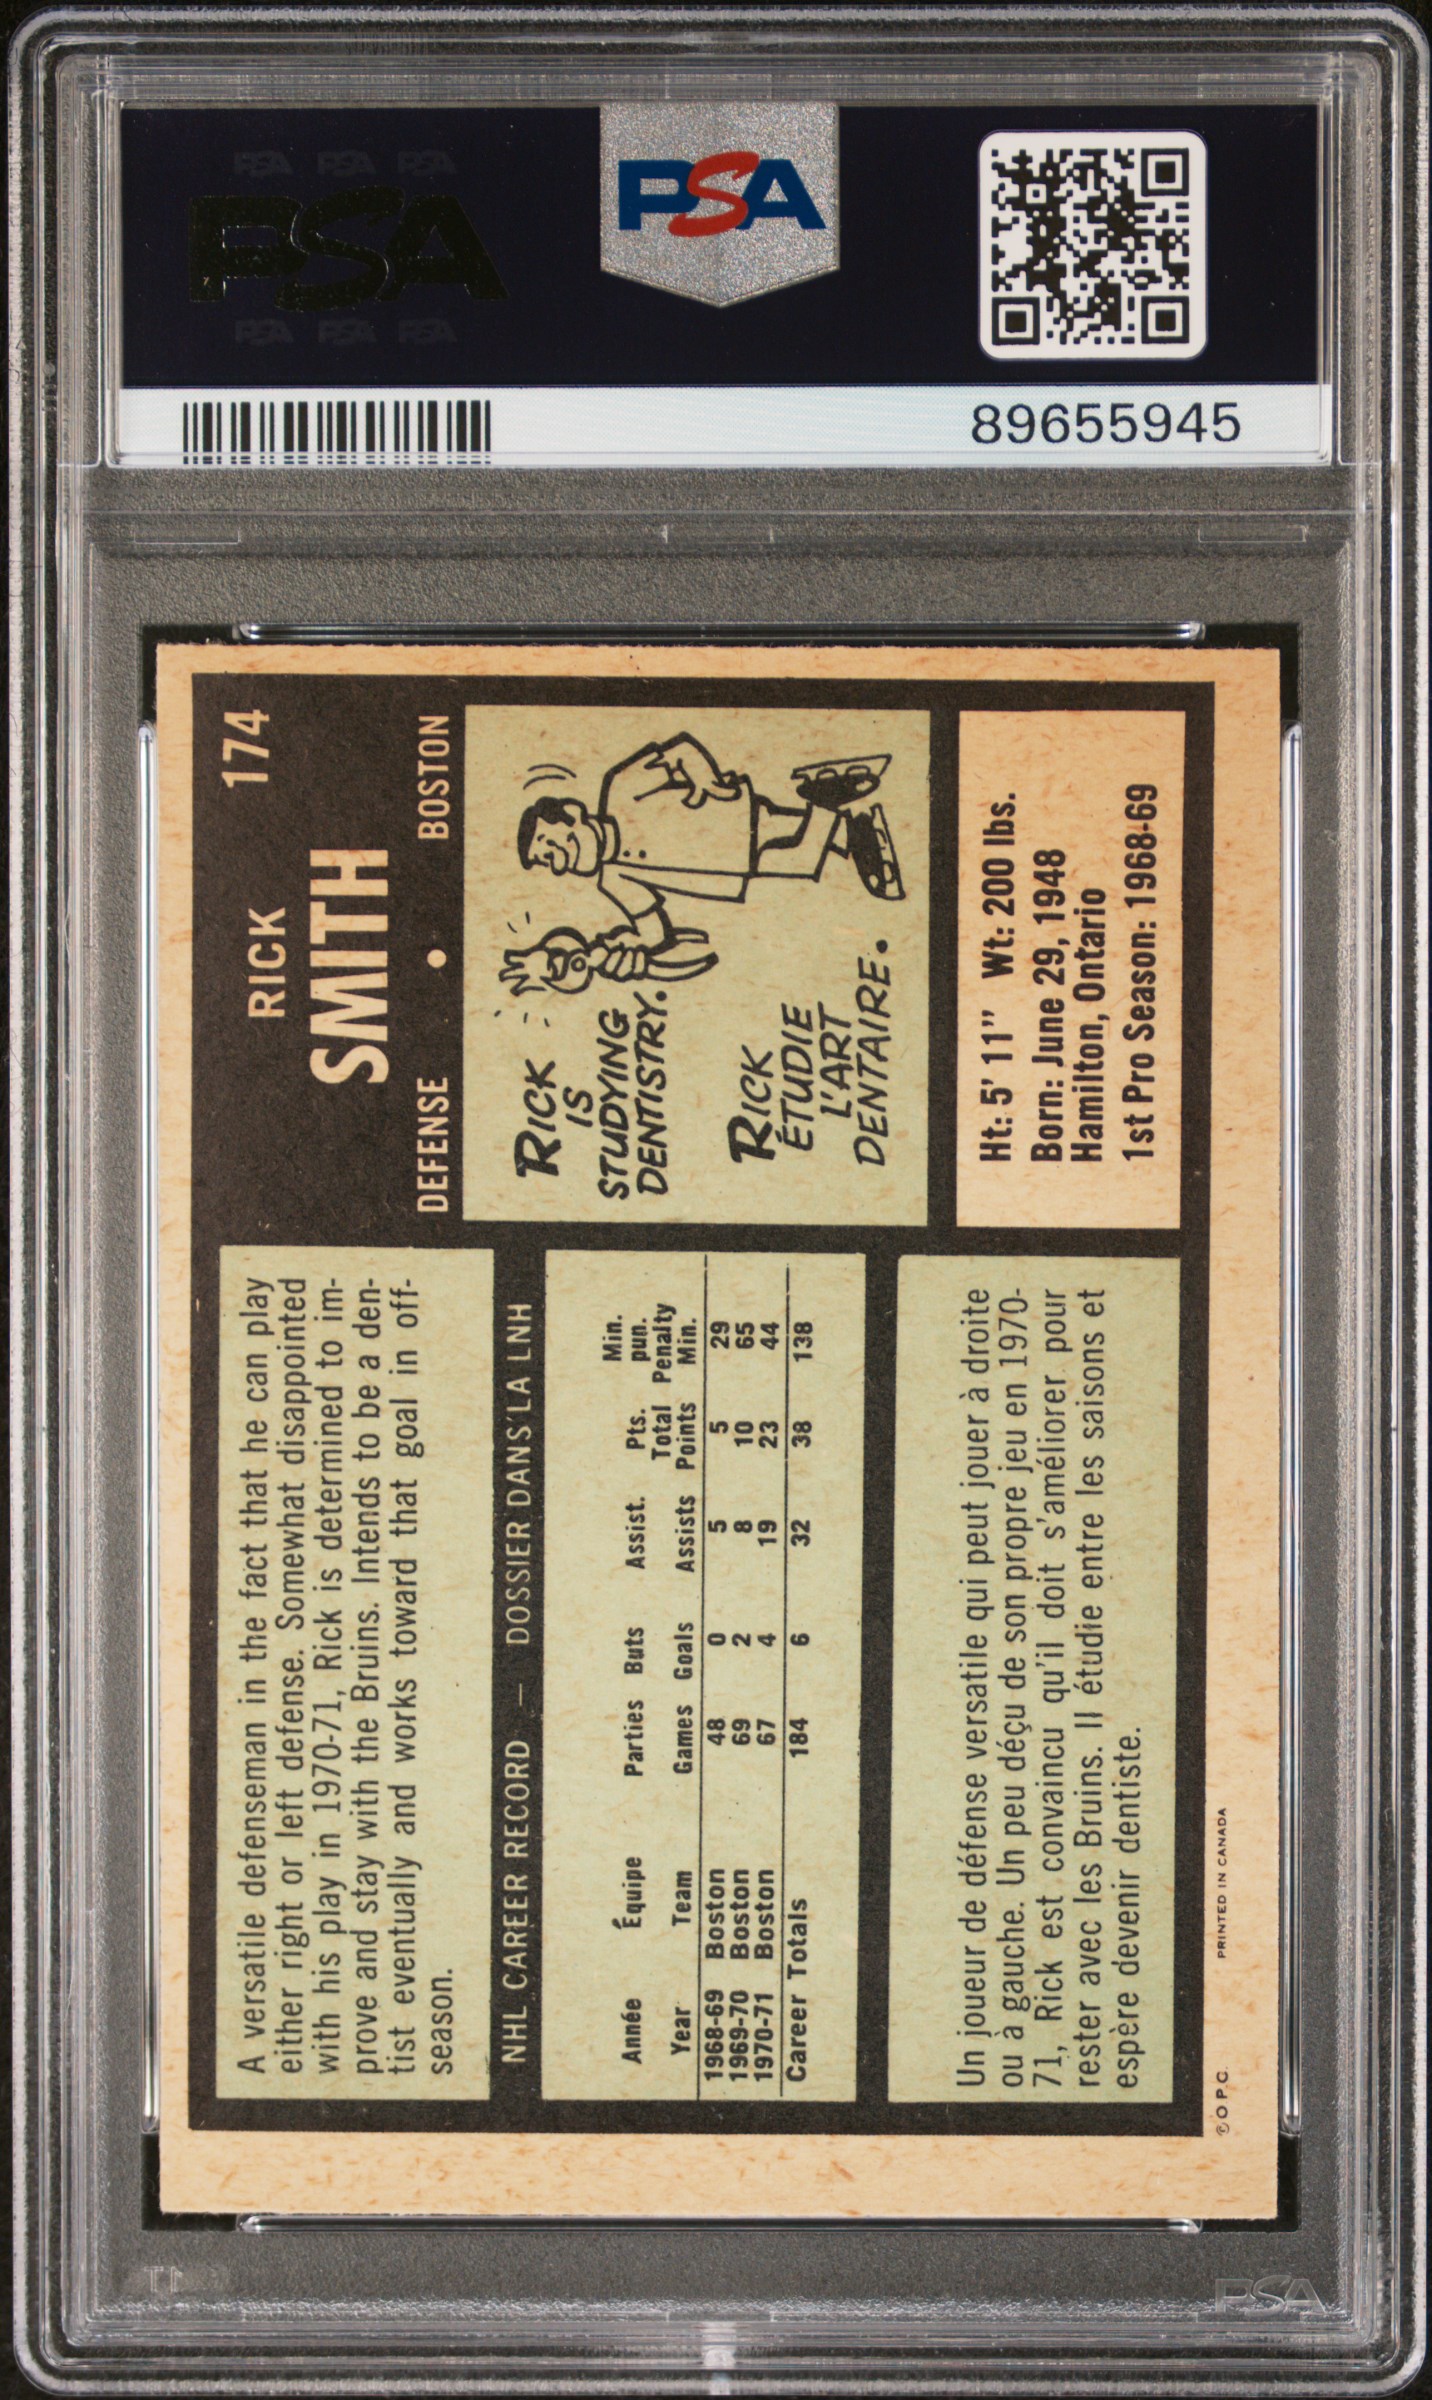 PSA PSA PSA
PSA
PSA PSA PSA
PSA
89655945
RICK 174
SMITH
DEFENSE • BOSTON
A versatile defenseman in the fact that he can play
either right or left defense. Somewhat disappointed
with his play in 1970-71, Rick is determined to im-
prove and stay with the Bruins. Intends to be a den-
tist eventually and works toward that goal in off-
season.
RICK
IS
STUDYING
DENTISTRY.
RICK
ÉTUDIE
L'ART
DENTAIRE.
NHL CAREER RECORD — DOSSIER DANS'LA LNH
Min.
Pts. pun.
Année Équipe Parties Buts Assist. Total Penalty
Year Team Games Goals Assists Points Min.
1968-69 Boston 48 0 5 5 29
1969-70 Boston 69 2 8 10 65
1970-71 Boston 67 4 19 23 44
Career Totals 184 6 32 38 138
Ht: 5' 11" Wt: 200 lbs.
Born: June 29, 1948
Hamilton, Ontario
1st Pro Season: 1968-69
Un joueur de défense versatile qui peut jouer à droite
ou à gauche. Un peu déçu de son propre jeu en 1970-
71, Rick est convaincu qu'il doit s'améliorer pour
rester avec les Bruins. Il étudie entre les saisons et
espère devenir dentiste.
© O.P.C. PRINTED IN CANADA
PSA